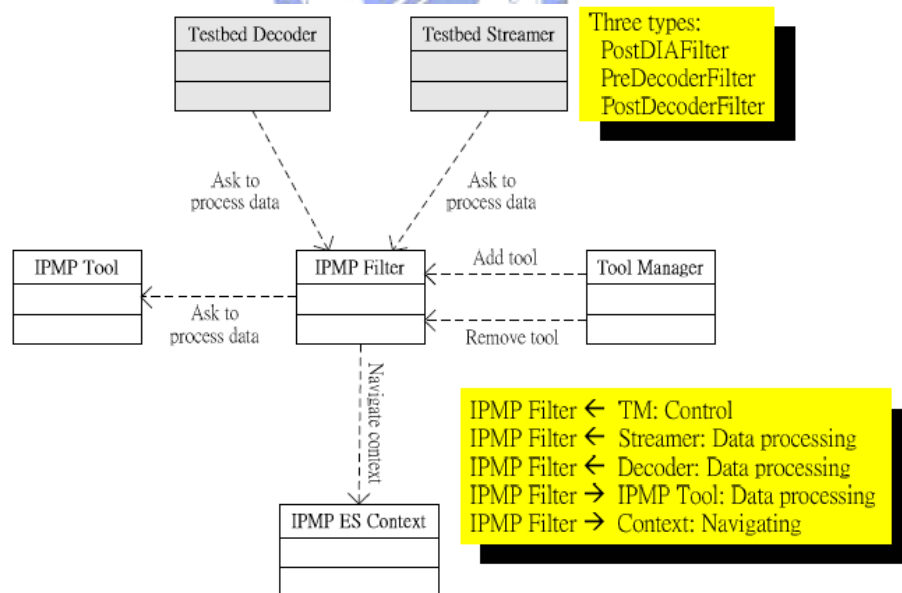 Testbed Decoder
Testbed Streamer
Three types:
PostDIAFilter
PreDecoderFilter
PostDecoderFilter
Ask to
process data
Ask to
process data
IPMP Tool
IPMP Filter
Tool Manager
Add tool
Ask to
process data
Remove tool
Navigate context
IPMP Filter ← TM: Control
IPMP Filter ← Streamer: Data processing
IPMP Filter ← Decoder: Data processing
IPMP Filter → IPMP Tool: Data processing
IPMP Filter → Context: Navigating
IPMP ES Context